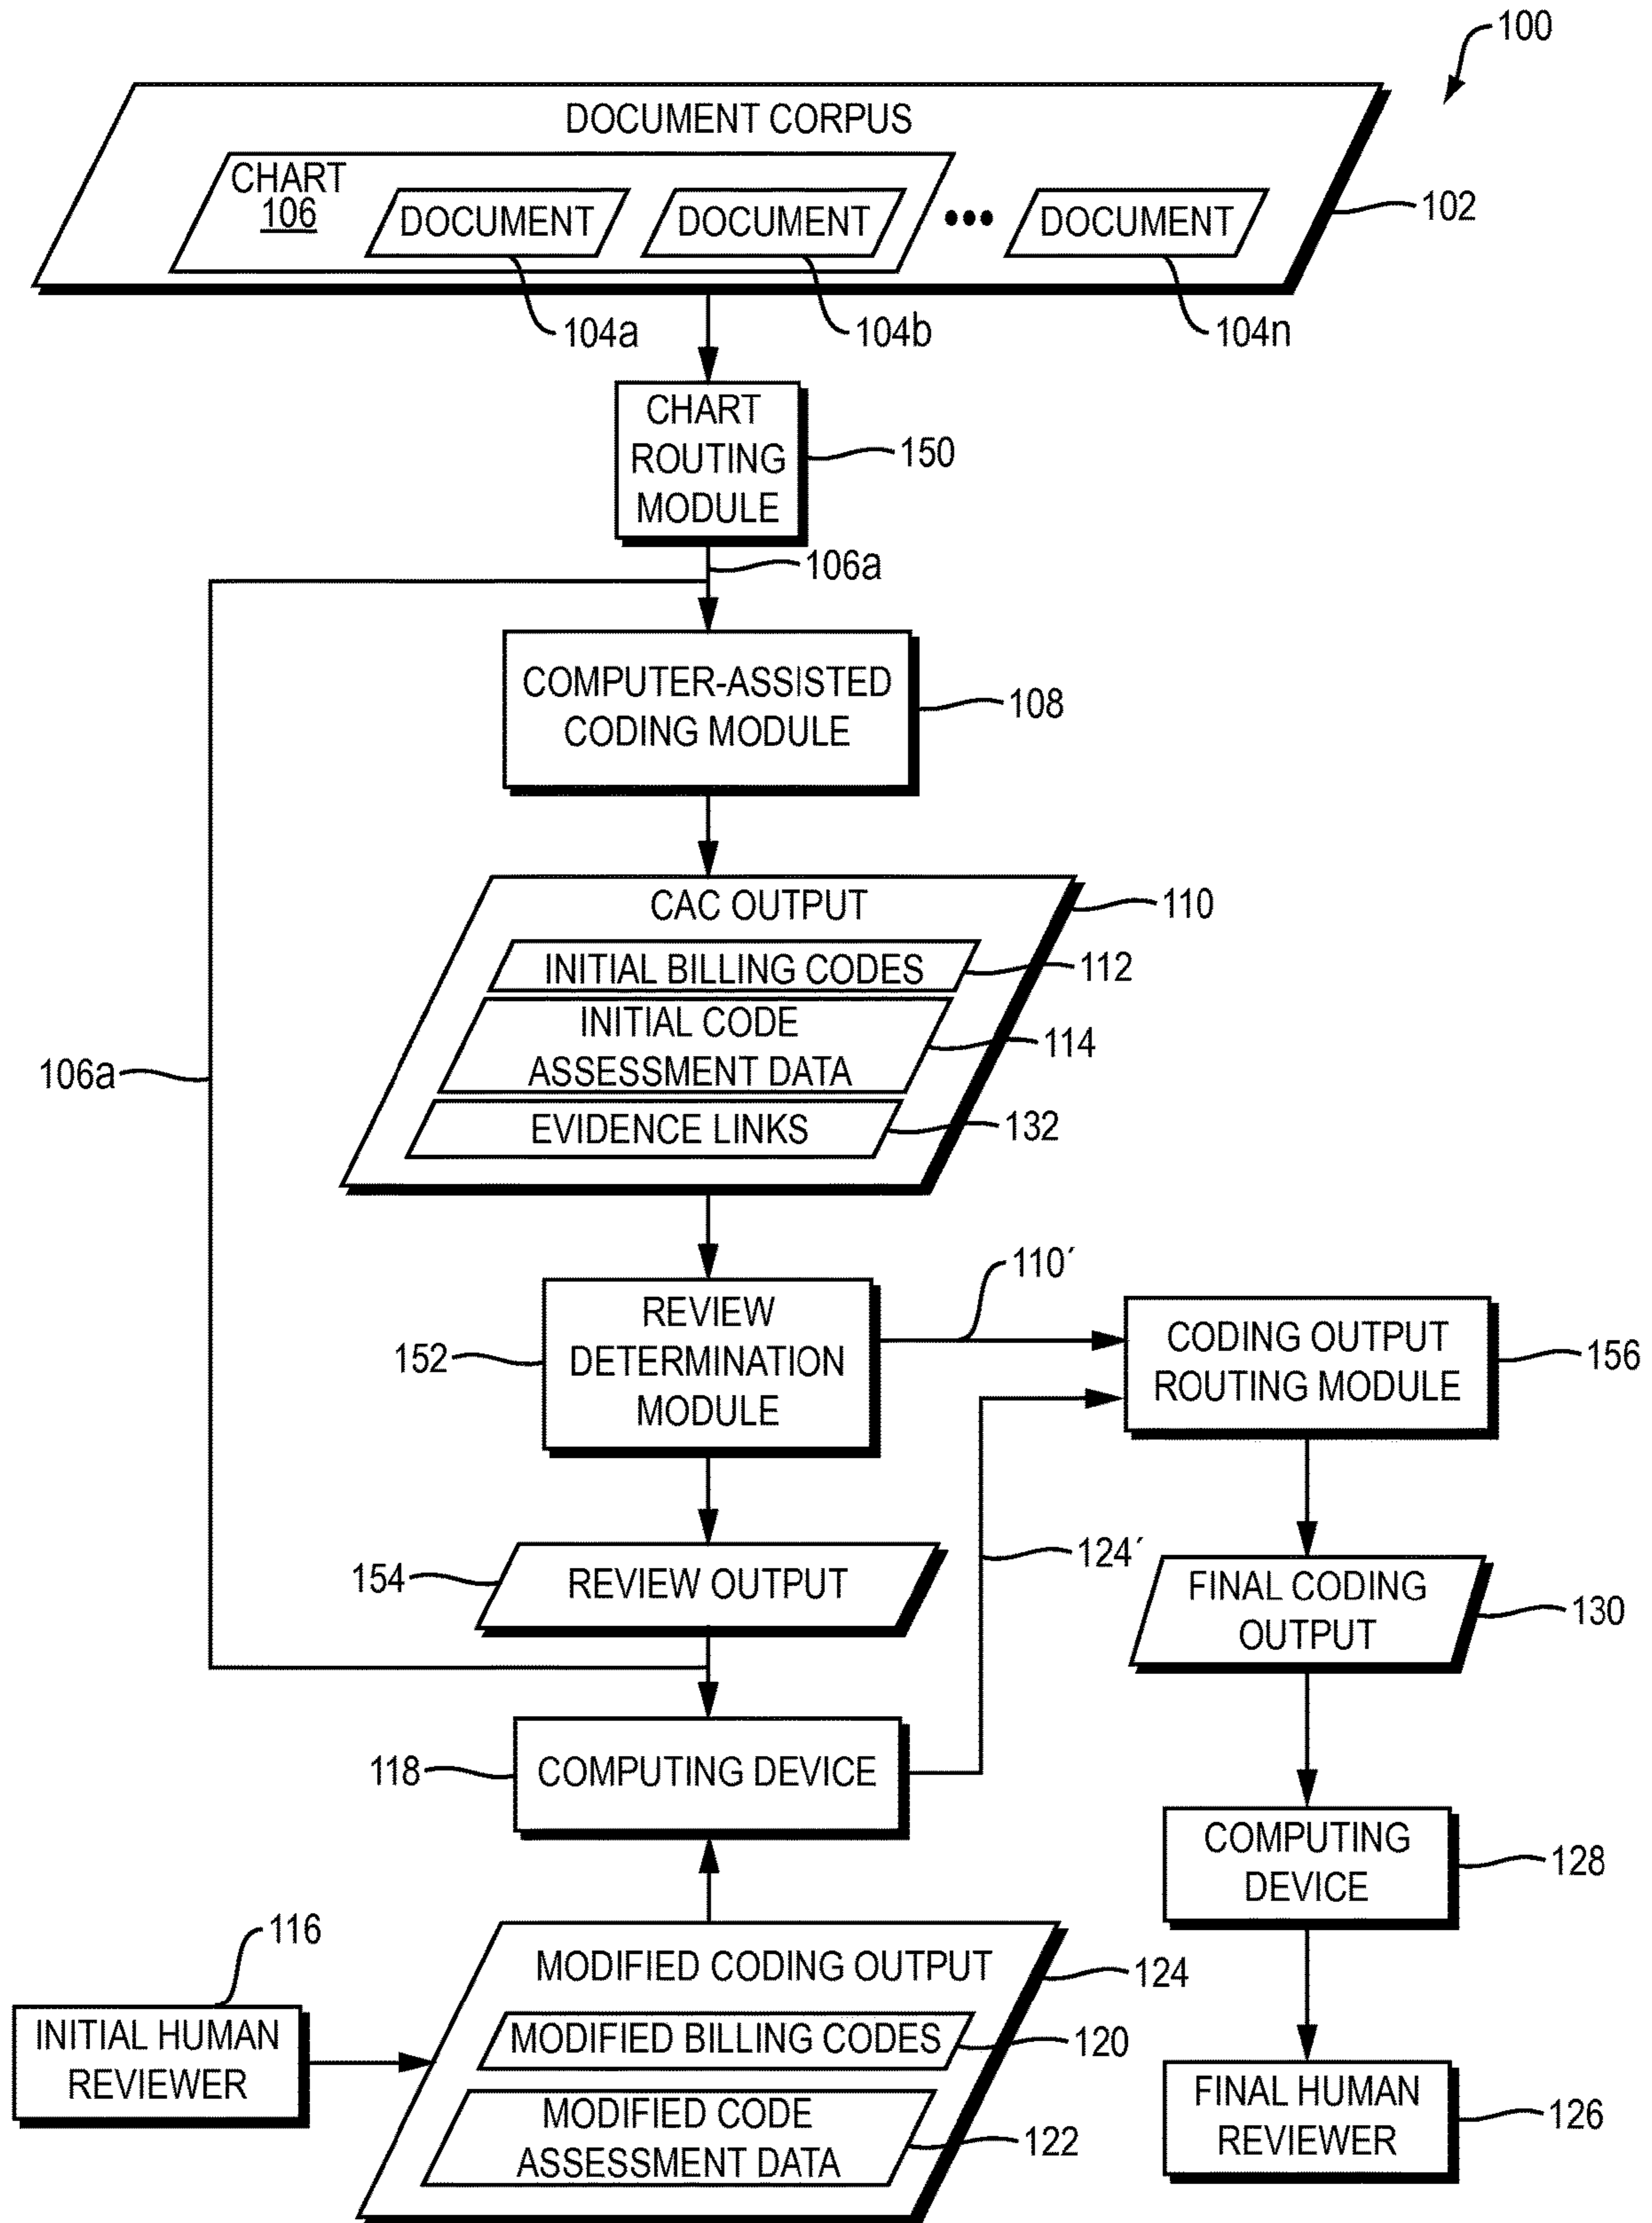 100
DOCUMENT CORPUS
CHART
106
DOCUMENT
DOCUMENT
•••
DOCUMENT
102
104a
104b
104n
CHART
ROUTING
MODULE
150
106a
COMPUTER-ASSISTED
CODING MODULE
108
CAC OUTPUT
110
INITIAL BILLING CODES
112
INITIAL CODE
ASSESSMENT DATA
114
106a
EVIDENCE LINKS
132
110´
REVIEW
DETERMINATION
MODULE
152
CODING OUTPUT
ROUTING MODULE
156
124´
REVIEW OUTPUT
154
FINAL CODING
OUTPUT
130
COMPUTING DEVICE
118
COMPUTING
DEVICE
128
116
INITIAL HUMAN
REVIEWER
MODIFIED CODING OUTPUT
124
MODIFIED BILLING CODES
120
MODIFIED CODE
ASSESSMENT DATA
122
FINAL HUMAN
REVIEWER
126